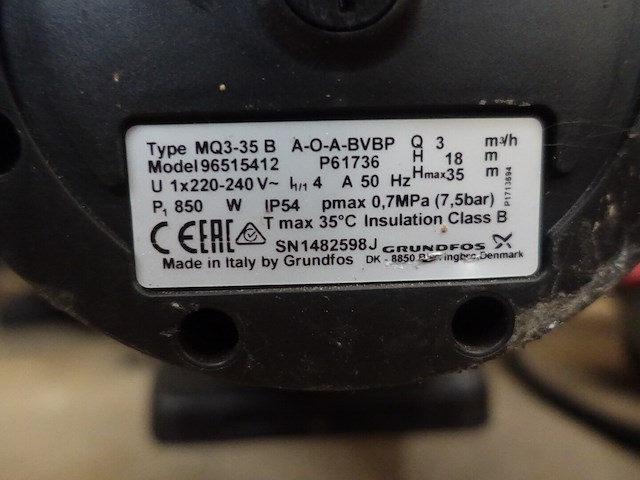 Type MQ3-35 B A-O-A-BVBP Q 3 m³/h
Model 96515412 P61736 H 18 m
U 1x220-240 V~ I1/1 4 A 50 Hz Hmax 35 m
P1 850 W IP54 pmax 0,7MPa (7,5bar)
T max 35°C Insulation Class B
CE EAC SN1482598J GRUNDFOS X
Made in Italy by Grundfos DK - 8850 Denmark
P1713694